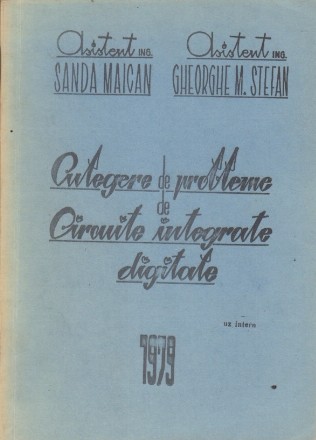 Asistent ING. Asistent ING.
SANDA MAICAN GHEORGHE M. STEFAN
Culegere de probleme
de
Circuite integrate
digitale
uz intern
1979